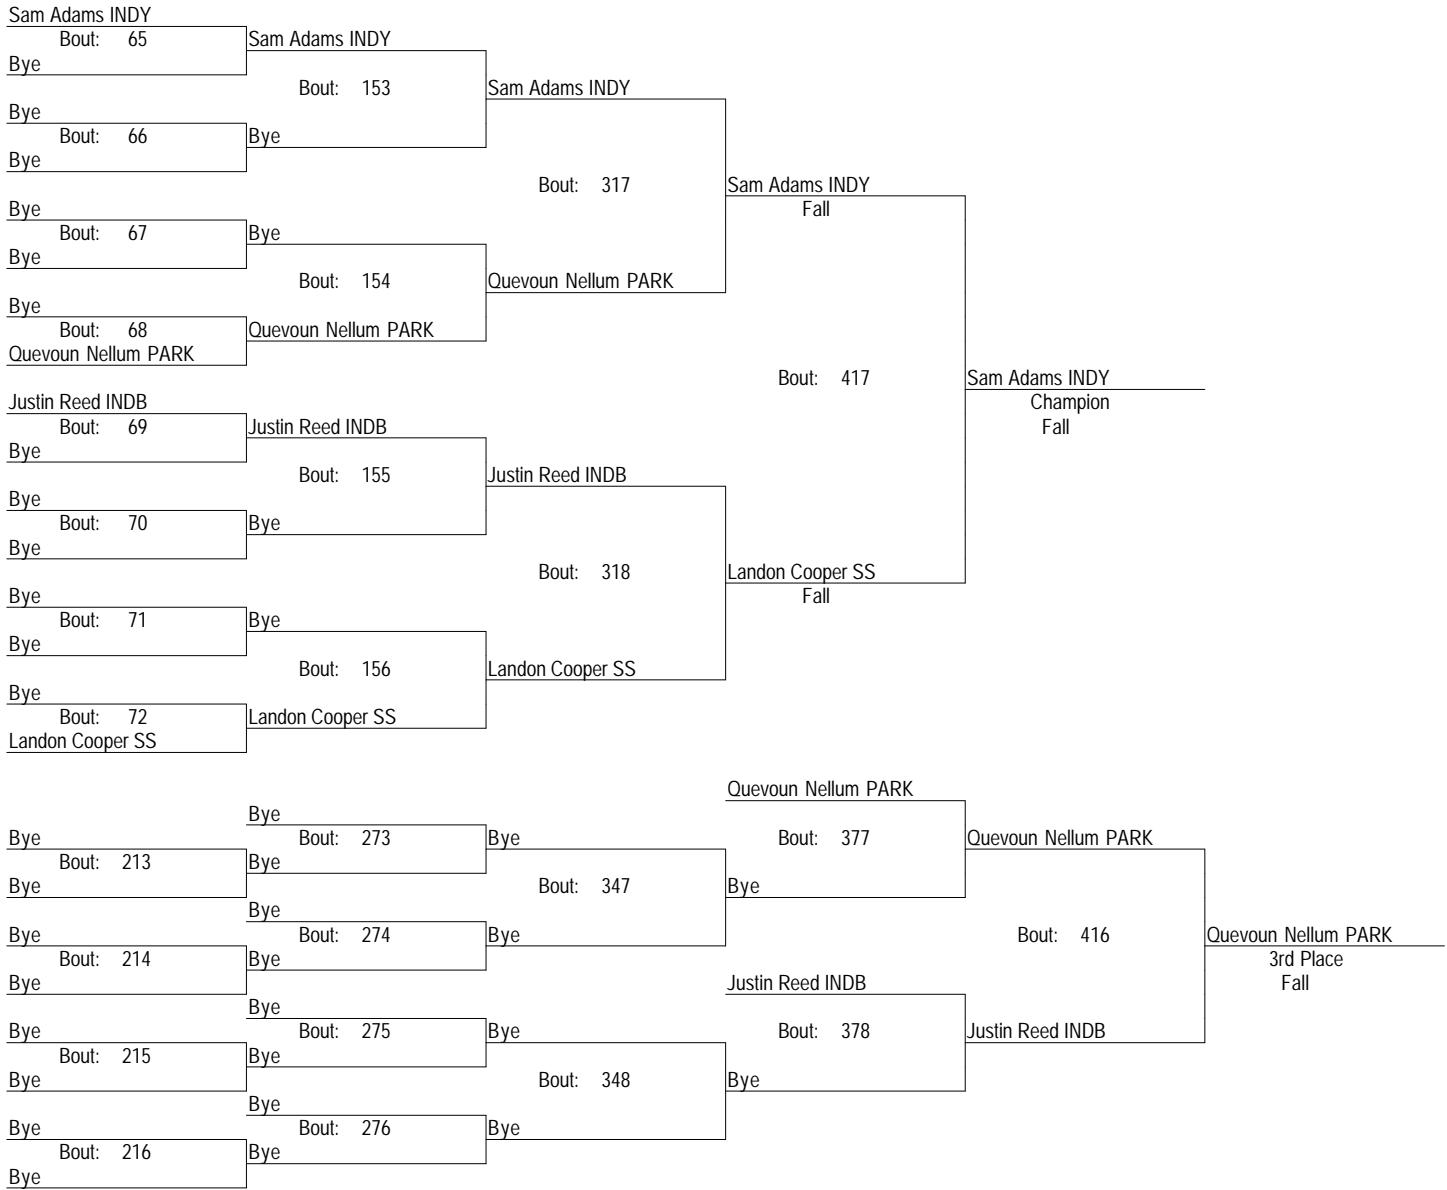 Sam Adams INDY
Bout: 65 Sam Adams INDY
Bye
Bout: 153 Sam Adams INDY
Bye
Bout: 66 Bye
Bye
Bout: 317 Sam Adams INDY
Bye Fall
Bout: 67 Bye
Bye
Bout: 154 Quevoun Nellum PARK
Bye
Bout: 68 Quevoun Nellum PARK
Quevoun Nellum PARK
Bout: 417 Sam Adams INDY
Justin Reed INDB Champion
Bout: 69 Justin Reed INDB Fall
Bye
Bout: 155 Justin Reed INDB
Bye
Bout: 70 Bye
Bye
Bout: 318 Landon Cooper SS
Bye Fall
Bout: 71 Bye
Bye
Bout: 156 Landon Cooper SS
Bye
Bout: 72 Landon Cooper SS
Landon Cooper SS
Quevoun Nellum PARK
Bye
Bye Bout: 273 Bye Bout: 377 Quevoun Nellum PARK
Bout: 213 Bye
Bye Bout: 347 Bye
Bye
Bye Bout: 274 Bye Bout: 416 Quevoun Nellum PARK
Bout: 214 Bye 3rd Place
Bye Justin Reed INDB Fall
Bye
Bye Bout: 275 Bye Bout: 378 Justin Reed INDB
Bout: 215 Bye
Bye Bout: 348 Bye
Bye
Bye Bout: 276 Bye
Bout: 216 Bye
Bye